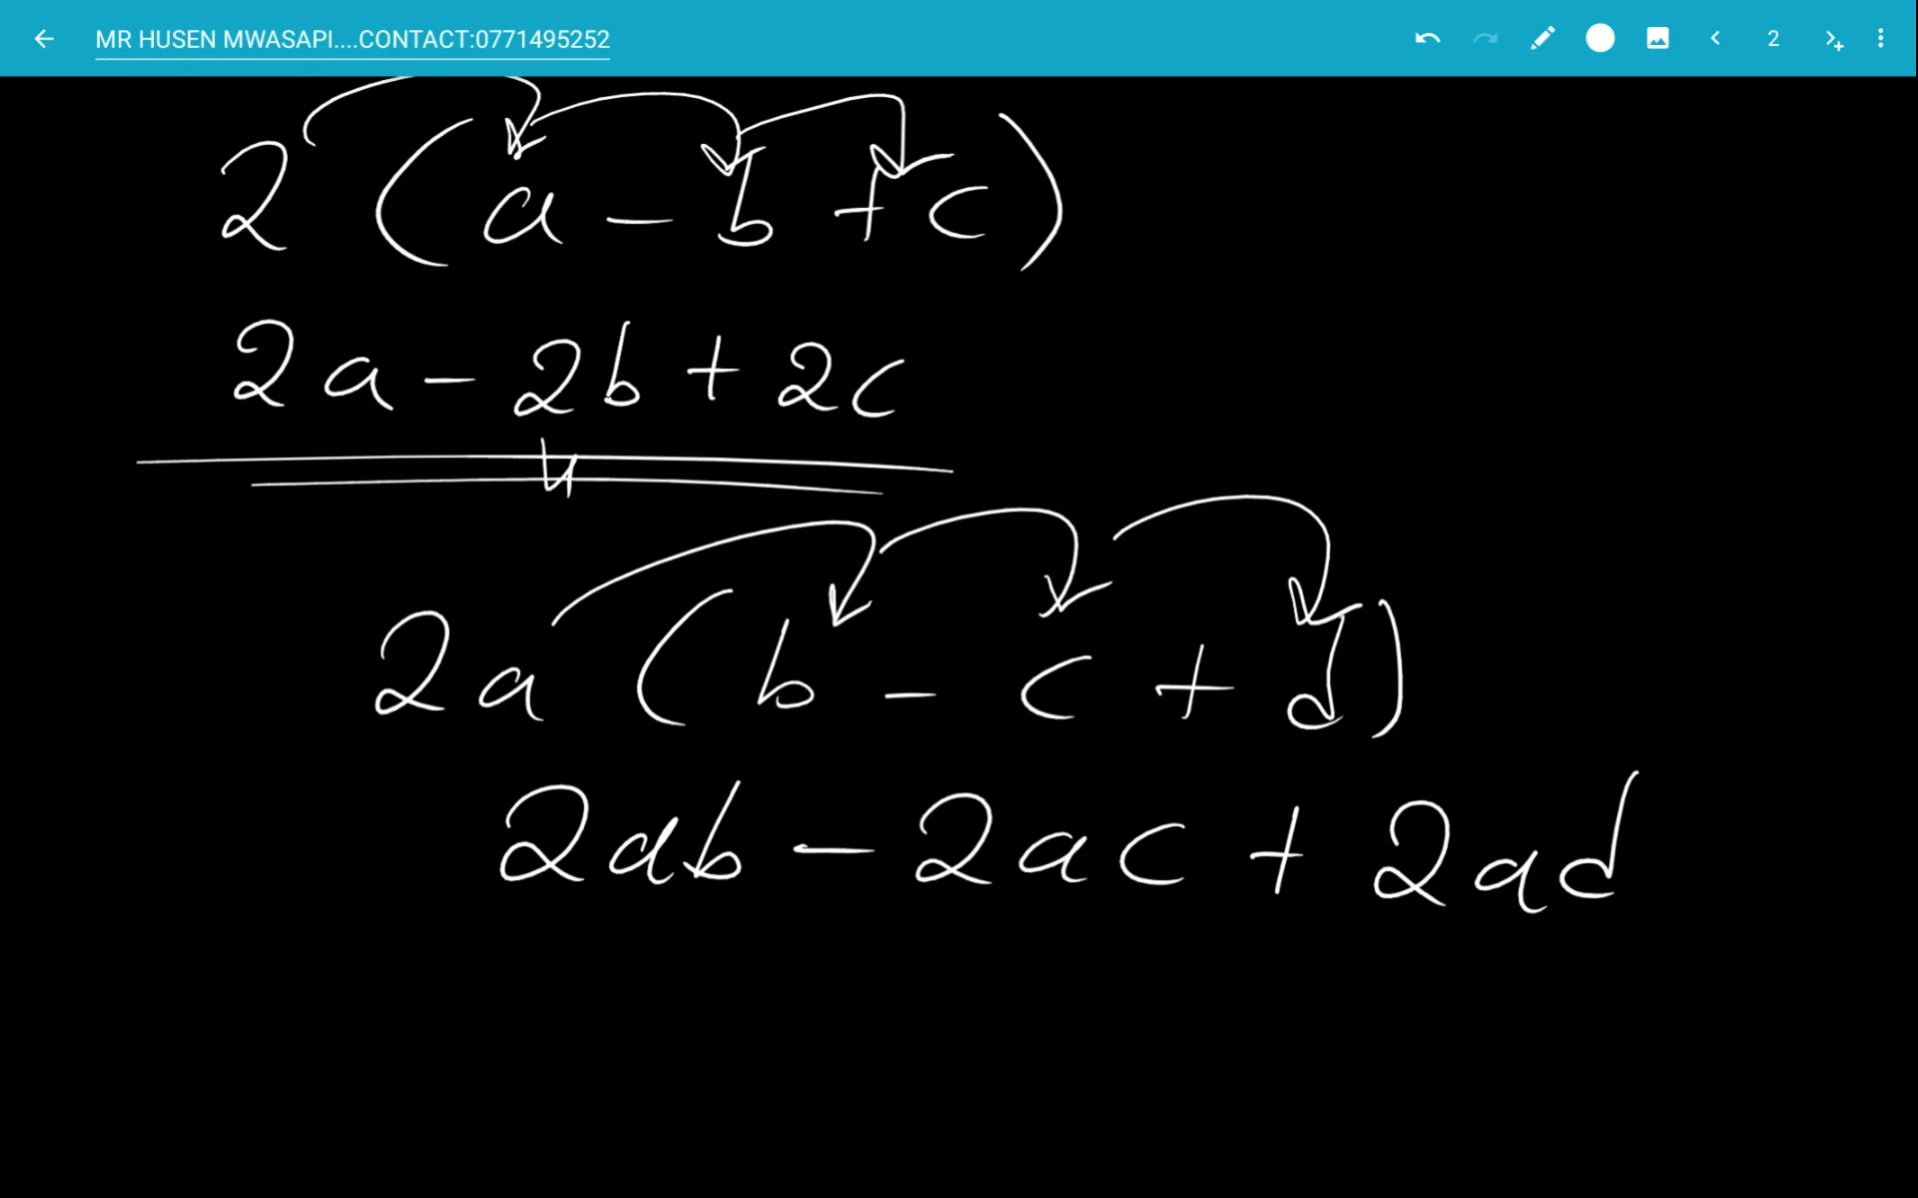 MR HUSEN MWASAPI....CONTACT:0771495252
2
2 (a - b + c)
2a - 2b + 2c
2a (b - c + d)
2ab - 2ac + 2ad